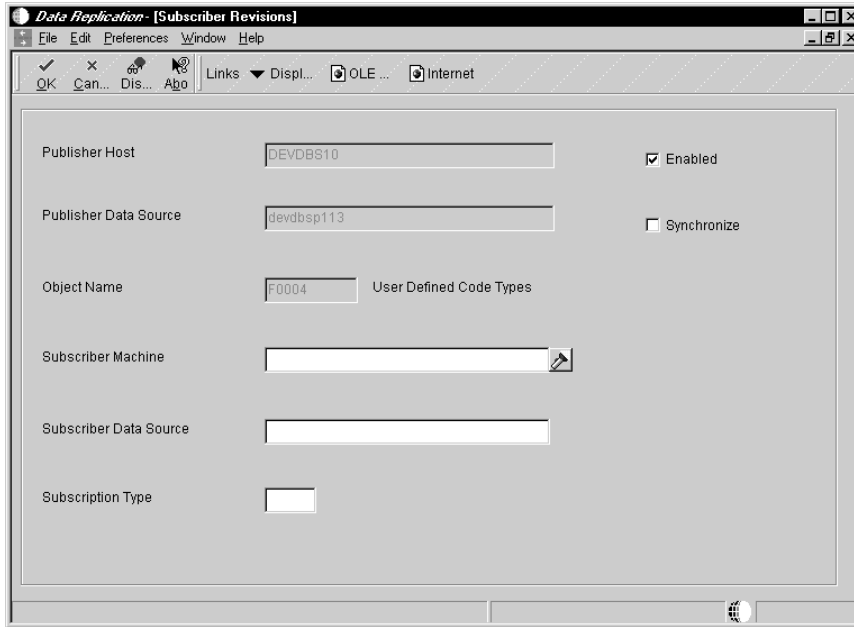 Data Replication - [Subscriber Revisions]
File Edit Preferences Window Help
OK Can... Dis... Abo Links Displ... OLE ... Internet
Publisher Host DEVDBS10 Enabled
Publisher Data Source devdbsp113 Synchronize
Object Name F0004 User Defined Code Types
Subscriber Machine
Subscriber Data Source
Subscription Type